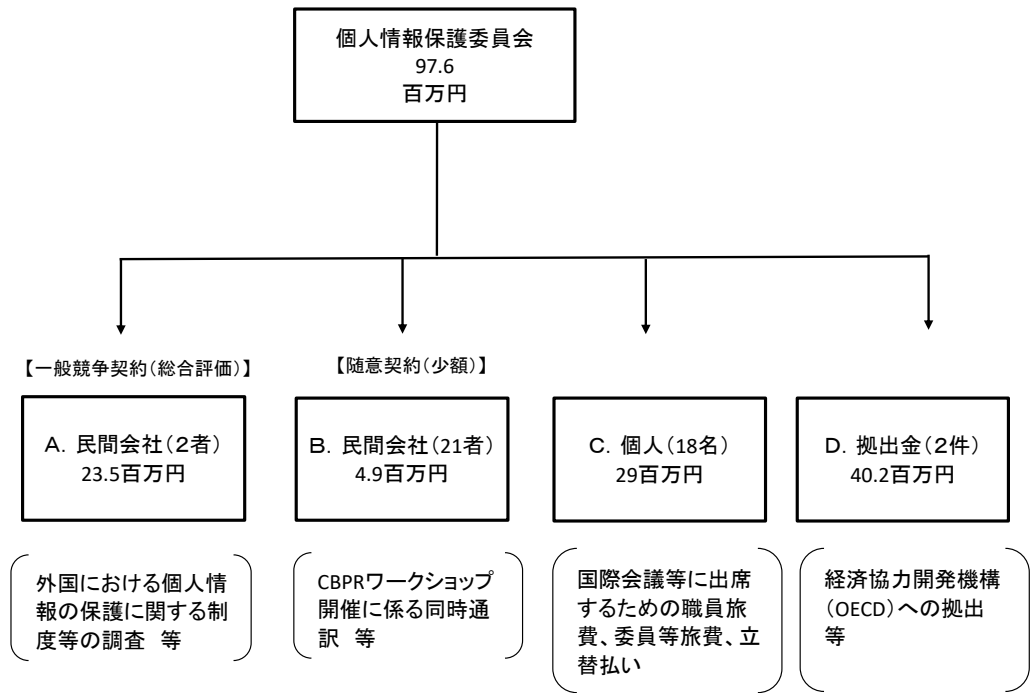 個人情報保護委員会
97.6
百万円
【一般競争契約(総合評価)】
【随意契約(少額)】
A. 民間会社(2者)
23.5百万円
B. 民間会社(21者)
4.9百万円
C. 個人(18名)
29百万円
D. 拠出金(2件)
40.2百万円
外国における個人情
報の保護に関する制
度等の調査 等
CBPRワークショップ
開催に係る同時通
訳 等
国際会議等に出席
するための職員旅
費、委員等旅費、立
替払い
経済協力開発機構
(OECD)への拠出
等